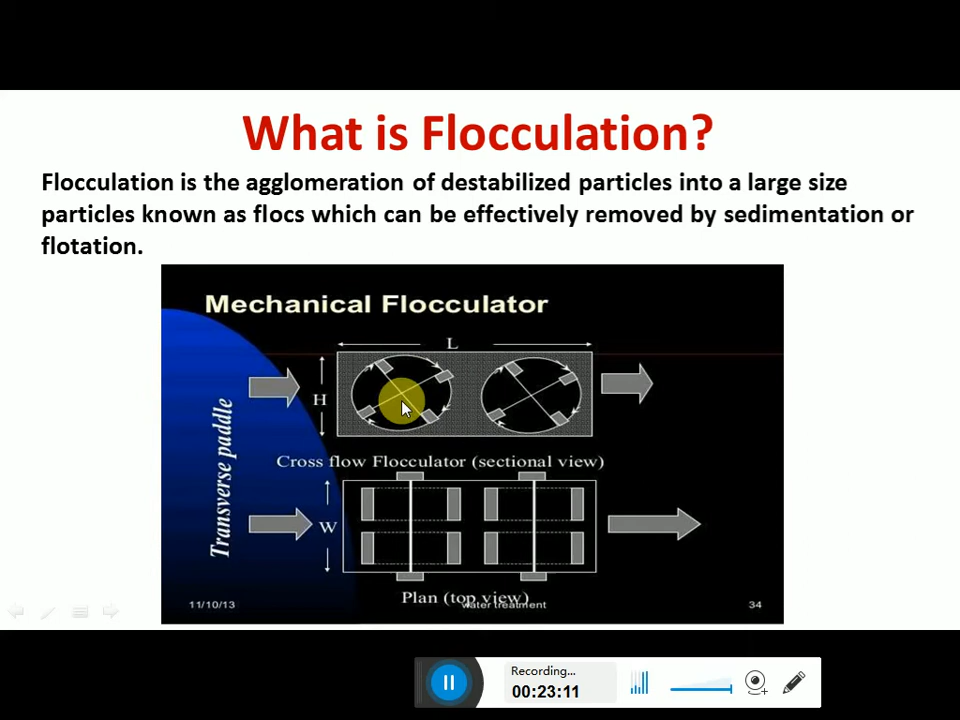 What is Flocculation?
Flocculation is the agglomeration of destabilized particles into a large size
particles known as flocs which can be effectively removed by sedimentation or
flotation.
Mechanical Flocculator
L
H
Transverse paddle
Cross flow Flocculator (sectional view)
W
Plan (top view)
11/10/13
water treatment
34
Recording...
00:23:11